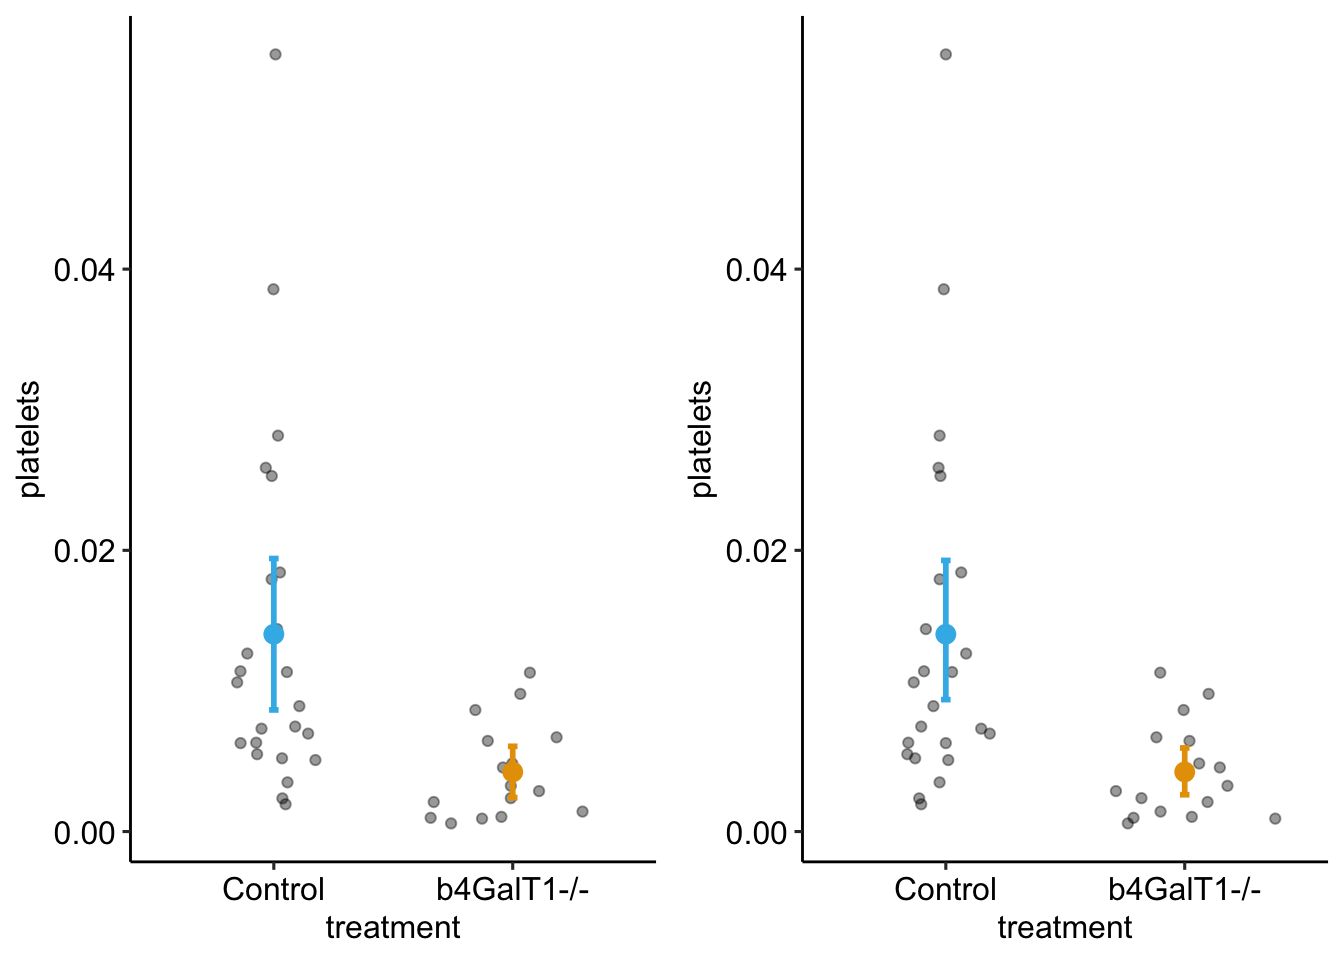 platelets
0.04
0.02
0.00
Control
b4GalT1-/-
treatment
platelets
0.04
0.02
0.00
Control
b4GalT1-/-
treatment